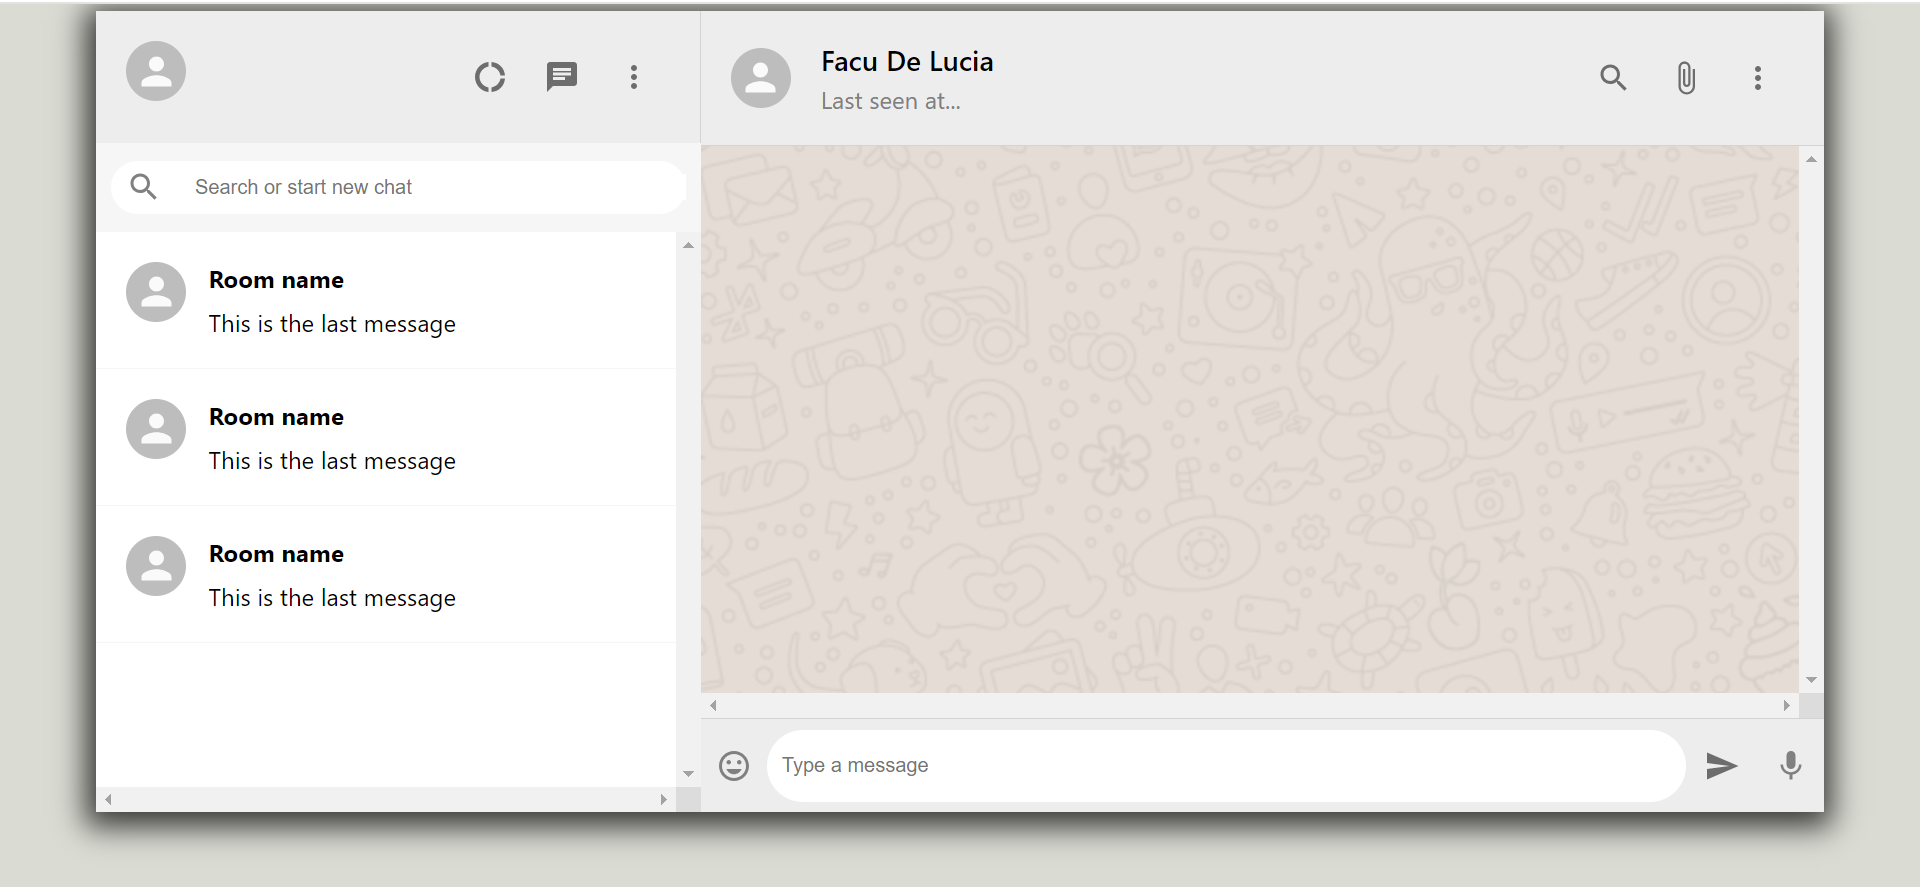 Facu De Lucia
Last seen at...
Search or start new chat
Room name
This is the last message
Room name
This is the last message
Room name
This is the last message
Type a message